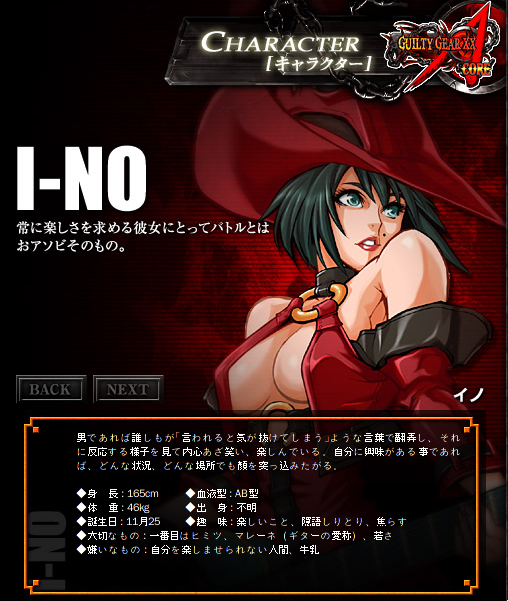 CHARACTER
[キャラクター]
GUILTY GEAR XX
CORE
I-NO
常に楽しさを求める彼女にとってバトルとは
おアソビそのもの。
BACK
NEXT
イノ
男であれば誰しもが「言われると気が抜けてしまう」ような言葉で翻弄し、それ
に反応する様子を見て内心あざ笑い、楽しんでいる。自分に興味がある事であれ
ば、どんな状況、どんな場所でも顔を突っ込みたがる。
◆身　長：165cm ◆血液型：AB型
◆体　重：46kg ◆出　身：不明
◆誕生日：11月25 ◆趣　味：楽しいこと、隠語しりとり、焦らす
◆大切なもの：一番目はヒミツ、マレーネ（ギターの愛称）、若さ
◆嫌いなもの：自分を楽しませられない人間、牛乳
I-NO